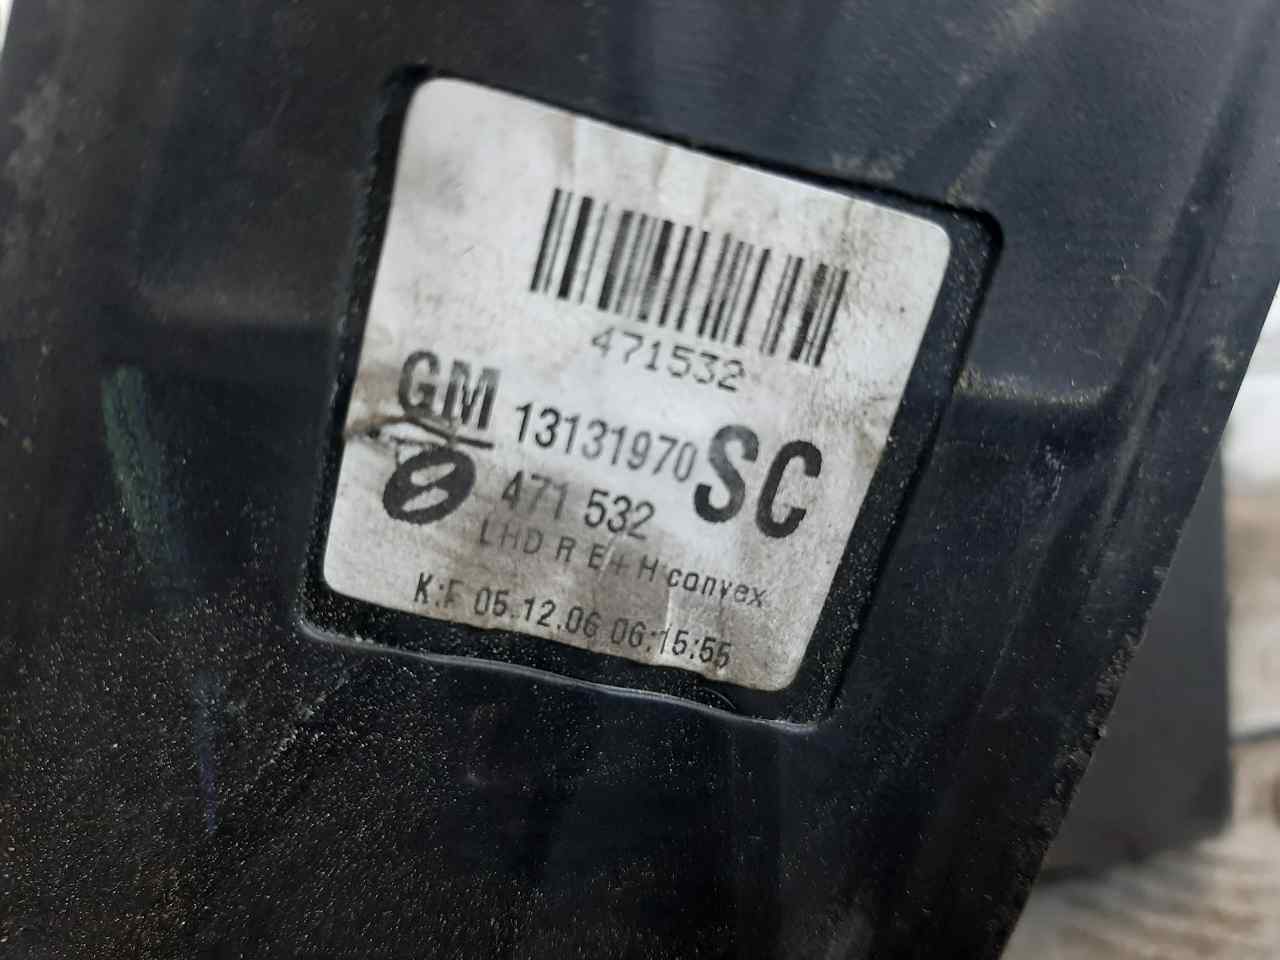 471532
GM 13131970 SC
471 532
LHD R E+H convex
K:F 05.12.06 06:15:55